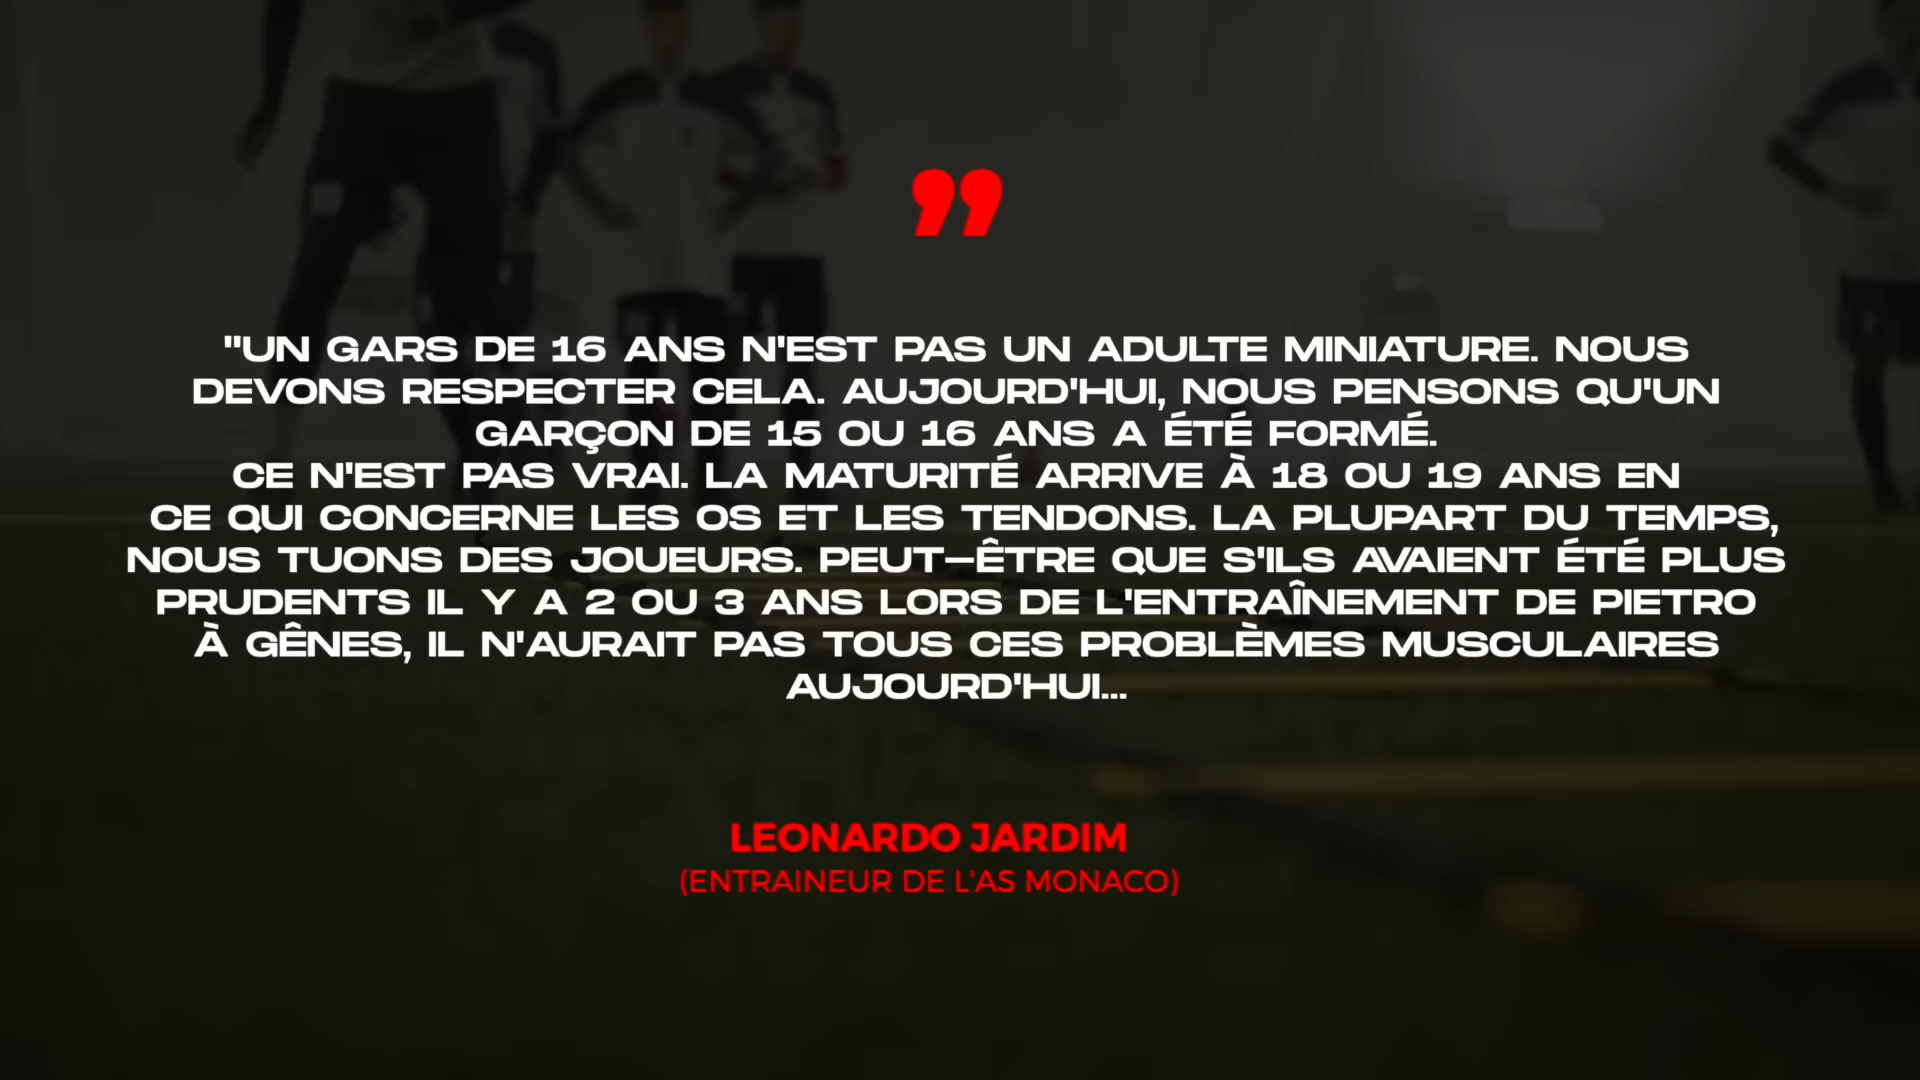 "UN GARS DE 16 ANS N'EST PAS UN ADULTE MINIATURE. NOUS
DEVONS RESPECTER CELA. AUJOURD'HUI, NOUS PENSONS QU'UN
GARÇON DE 15 OU 16 ANS A ÉTÉ FORMÉ.
CE N'EST PAS VRAI. LA MATURITÉ ARRIVE À 18 OU 19 ANS EN
CE QUI CONCERNE LES OS ET LES TENDONS. LA PLUPART DU TEMPS,
NOUS TUONS DES JOUEURS. PEUT-ÊTRE QUE S'ILS AVAIENT ÉTÉ PLUS
PRUDENTS IL Y A 2 OU 3 ANS LORS DE L'ENTRAÎNEMENT DE PIETRO
À GÊNES, IL N'AURAIT PAS TOUS CES PROBLÈMES MUSCULAIRES
AUJOURD'HUI...
LEONARDO JARDIM
(ENTRAINEUR DE L'AS MONACO)